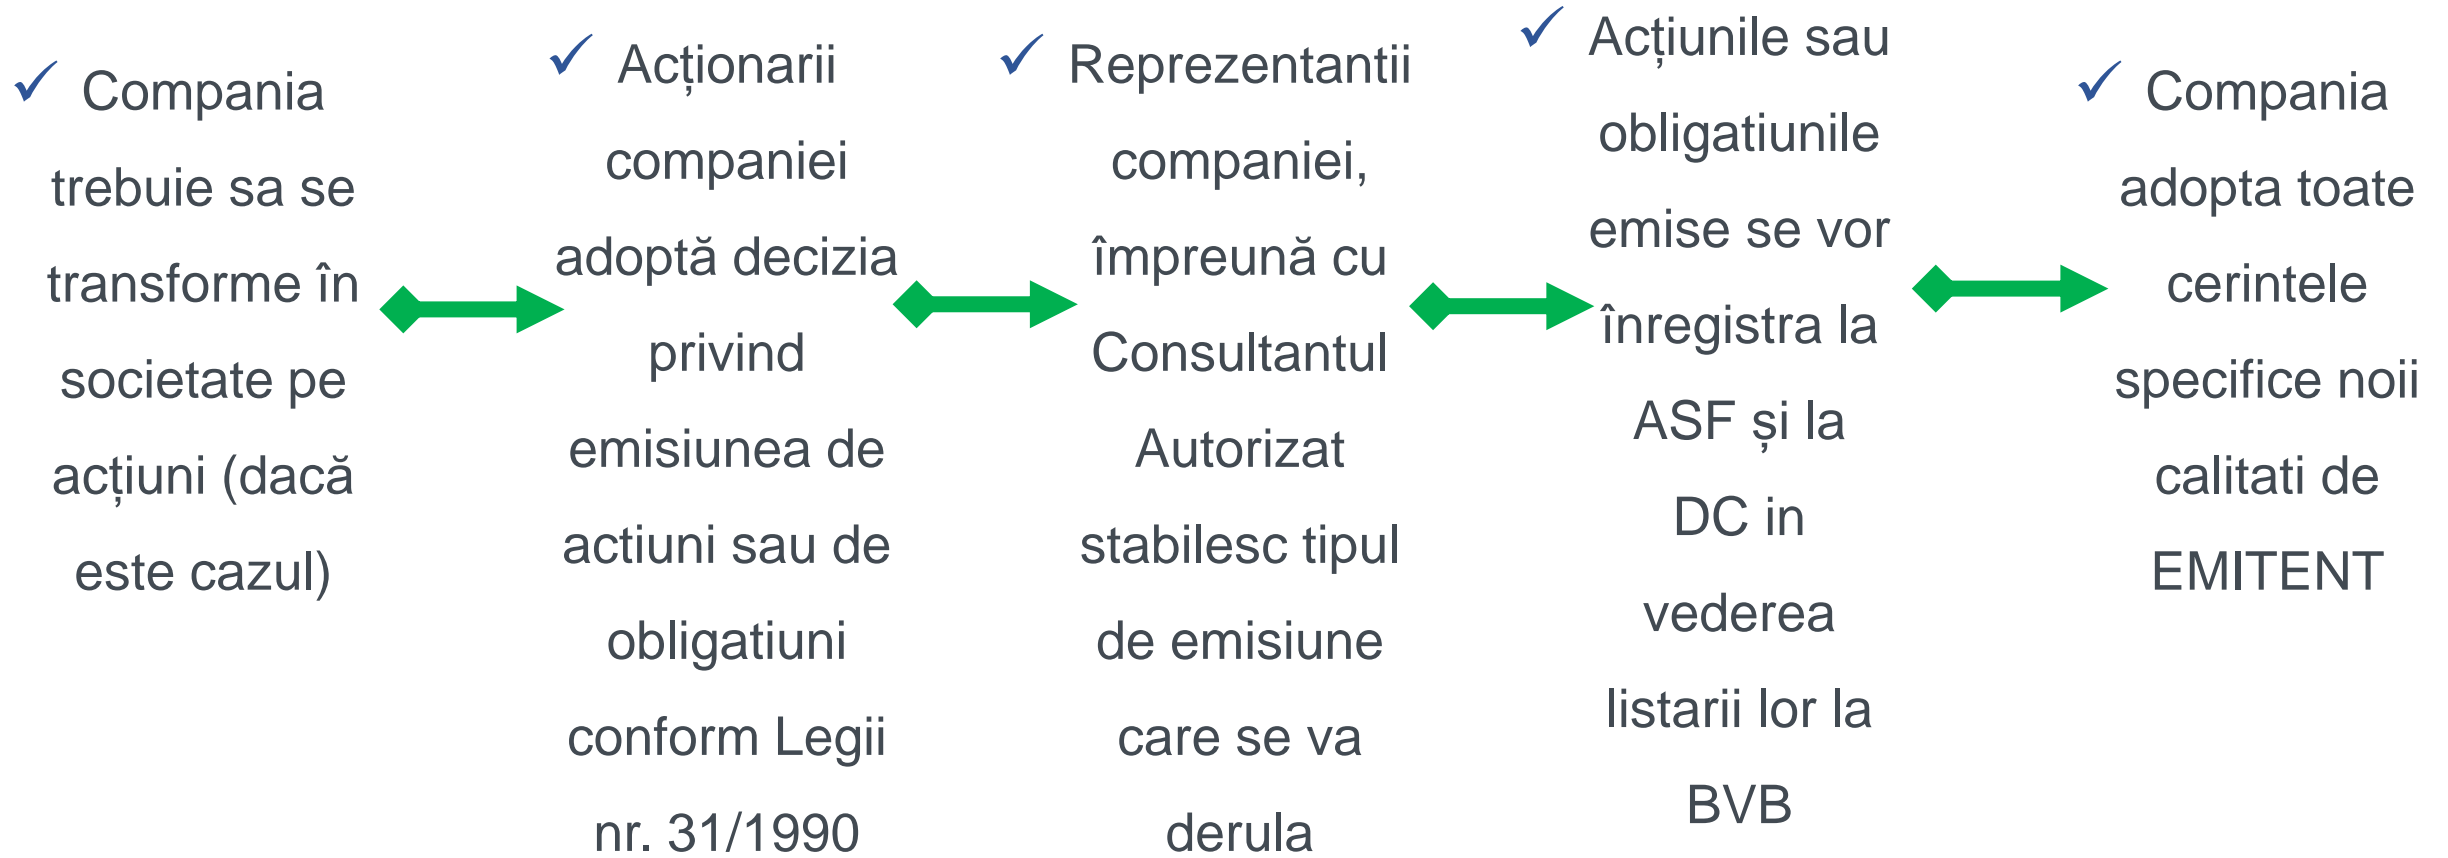 ✓ Compania
trebuie sa se
transforme în
societate pe
acțiuni (dacă
este cazul)
✓ Acționarii
companiei
adoptă decizia
privind
emisiunea de
actiuni sau de
obligatiuni
conform Legii
nr. 31/1990
✓ Reprezentantii
companiei,
împreună cu
Consultantul
Autorizat
stabilesc tipul
de emisiune
care se va
derula
✓ Acțiunile sau
obligatiunile
emise se vor
înregistra la
ASF și la
DC in
vederea
listarii lor la
BVB
✓ Compania
adopta toate
cerintele
specifice noii
calitati de
EMITENT